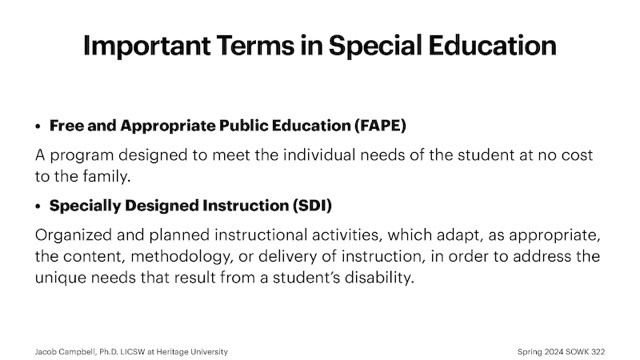 Important Terms in Special Education
• Free and Appropriate Public Education (FAPE)
A program designed to meet the individual needs of the student at no cost
to the family.
• Specially Designed Instruction (SDI)
Organized and planned instructional activities, which adapt, as appropriate,
the content, methodology, or delivery of instruction, in order to address the
unique needs that result from a student’s disability.
Jacob Campbell, Ph.D. LICSW at Heritage University
Spring 2024 SOWK 322